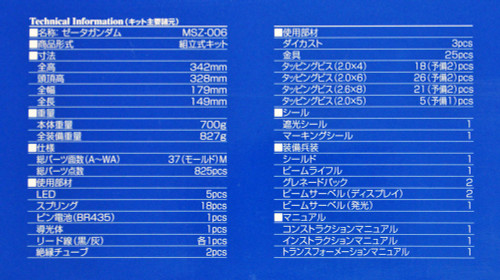 Technical Information (キット主要諸元)
■名称: ゼータガンダム MSZ-006
■商品形式 組立式キット
■寸法
全高 342mm
頭頂高 328mm
全幅 179mm
全長 149mm
■重量
本体重量 700g
全装備重量 827g
■仕様
総パーツ面数(A〜WA) 37(モールド)M
総パーツ点数 825pcs
■使用部材
LED 5pcs
スプリング 18pcs
ピン電池(BR435) 1pcs
導光体 1pcs
リード線(黒/灰) 各1pcs
絶縁チューブ 2pcs
■使用部材
ダイカスト 3pcs
金具 25pcs
タッピングビス(2.0×4) 18(予備2)pcs
タッピングビス(2.0×6) 26(予備2)pcs
タッピングビス(2.6×8) 21(予備2)pcs
タッピングビス(2.0×5) 5(予備1)pcs
■シール
遮光シール 1
マーキングシール 1
■装備兵装
シールド 1
ビームライフル 1
グレネードパック 2
ビームサーベル(ディスプレイ) 2
ビームサーベル(発光) 1
■マニュアル
コンストラクションマニュアル 1
インストラクションマニュアル 1
トランスフォーメーションマニュアル 1